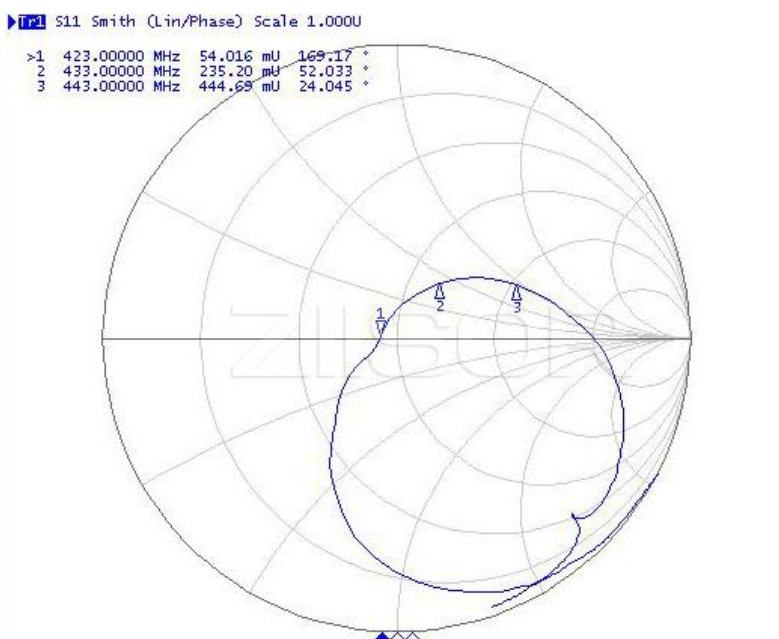 Tr1 S11 Smith (Lin/Phase) Scale 1.000U
>1 423.00000 MHz 54.016 mU 169.17 °
2 433.00000 MHz 235.20 mU 52.033 °
3 443.00000 MHz 444.69 mU 24.045 °
1
2
3